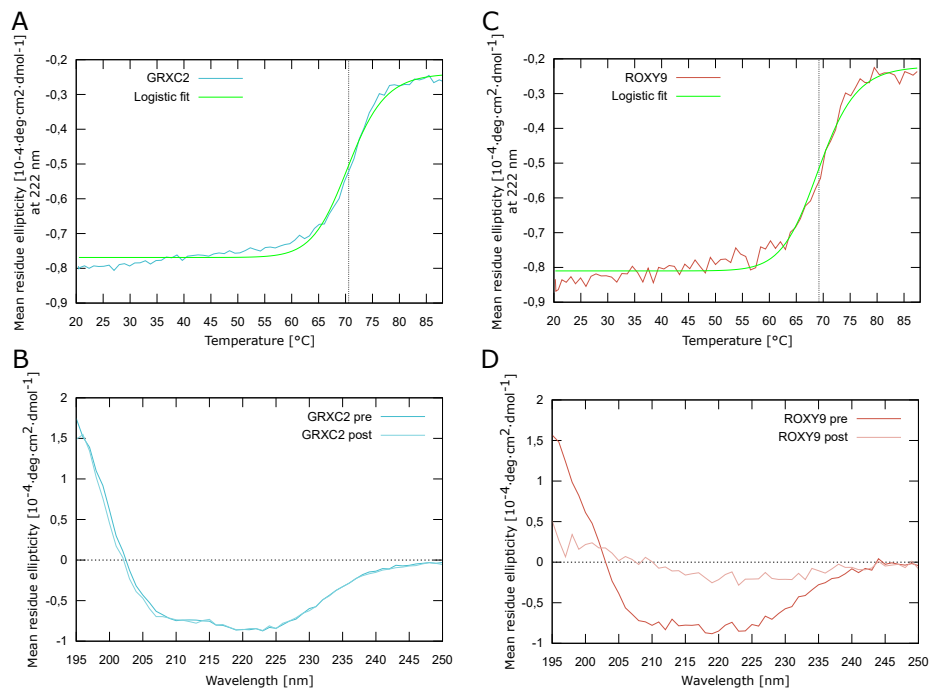 A
Mean residue ellipticity [10-4·deg·cm2·dmol-1]
at 222 nm
GRXC2
Logistic fit
-0,2
-0,3
-0,4
-0,5
-0,6
-0,7
-0,8
-0,9
20 25 30 35 40 45 50 55 60 65 70 75 80 85
Temperature [°C]
C
Mean residue ellipticity [10⁻⁴·deg·cm²·dmol⁻¹]
at 222 nm
ROXY9
Logistic fit
-0,2
-0,3
-0,4
-0,5
-0,6
-0,7
-0,8
-0,9
20 25 30 35 40 45 50 55 60 65 70 75 80 85
Temperature [°C]
B
Mean residue ellipticity [10⁻⁴·deg·cm²·dmol⁻¹]
GRXC2 pre
GRXC2 post
2
1,5
1
0,5
0
-0,5
-1
195 200 205 210 215 220 225 230 235 240 245 250
Wavelength [nm]
D
Mean residue ellipticity [10⁻⁴·deg·cm²·dmol⁻¹]
ROXY9 pre
ROXY9 post
2
1,5
1
0,5
0
-0,5
-1
195 200 205 210 215 220 225 230 235 240 245 250
Wavelength [nm]